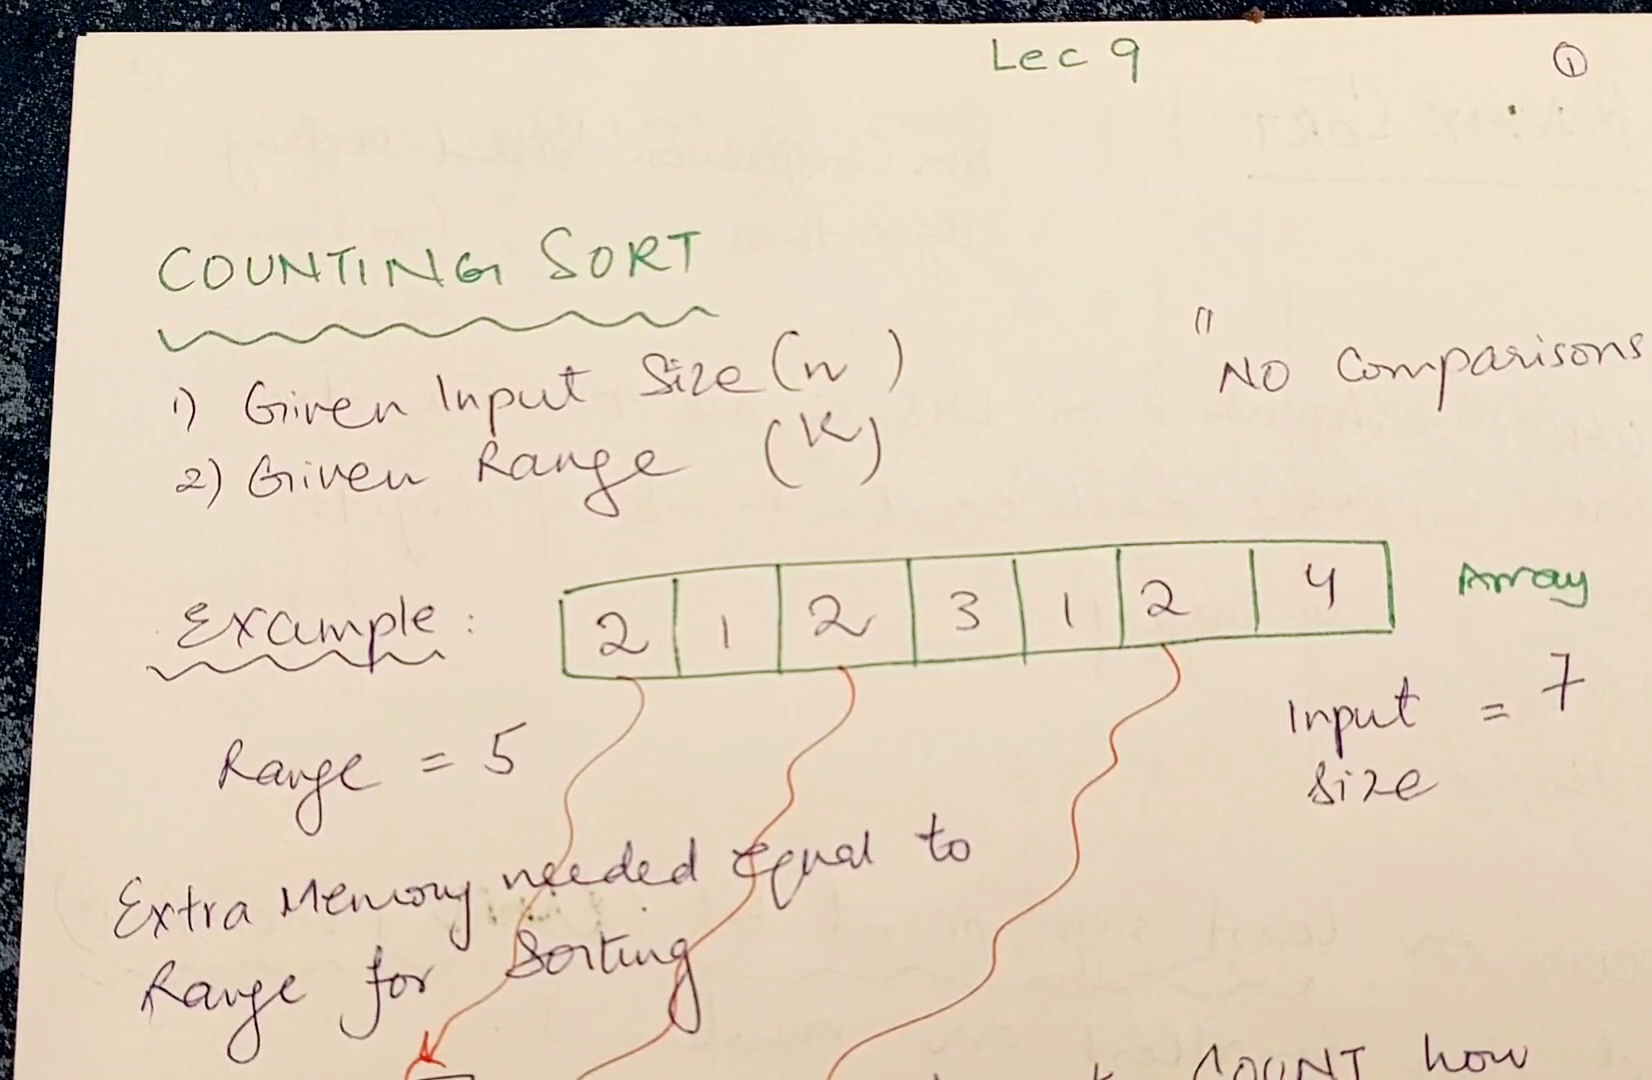 Lec 9
①
COUNTING SORT
1) Given Input Size (n)
2) Given Range (K)
"NO Comparisons
Example:
2 1 2 3 1 2 4
Array
Range = 5
Input Size = 7
Extra Memory needed equal to
Range for Sorting
COUNT how